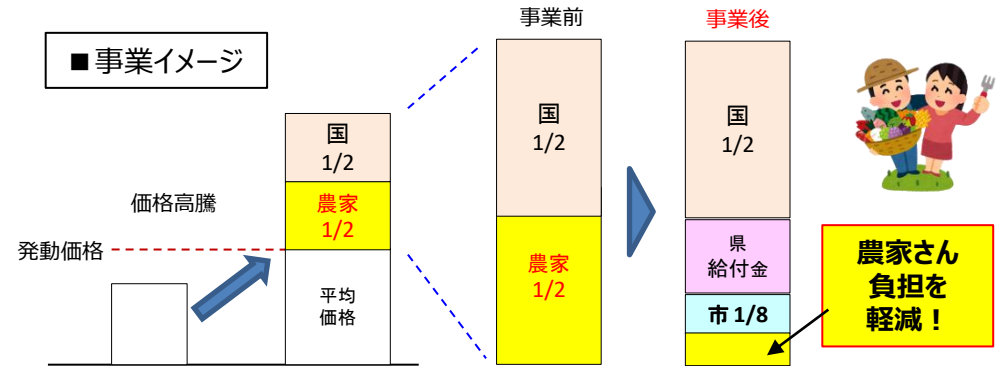 ■事業イメージ
国
1/2
農家
1/2
価格高騰
発動価格
平均
価格
事業前
国
1/2
農家
1/2
事業後
国
1/2
県
給付金
市 1/8
農家さん
負担を
軽減！